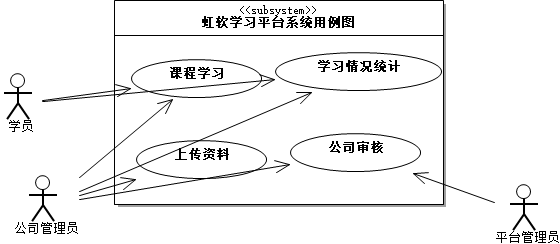 <<subsystem>>
虹软学习平台系统用例图
课程学习
学习情况统计
学员
上传资料
公司审核
公司管理员
平台管理员